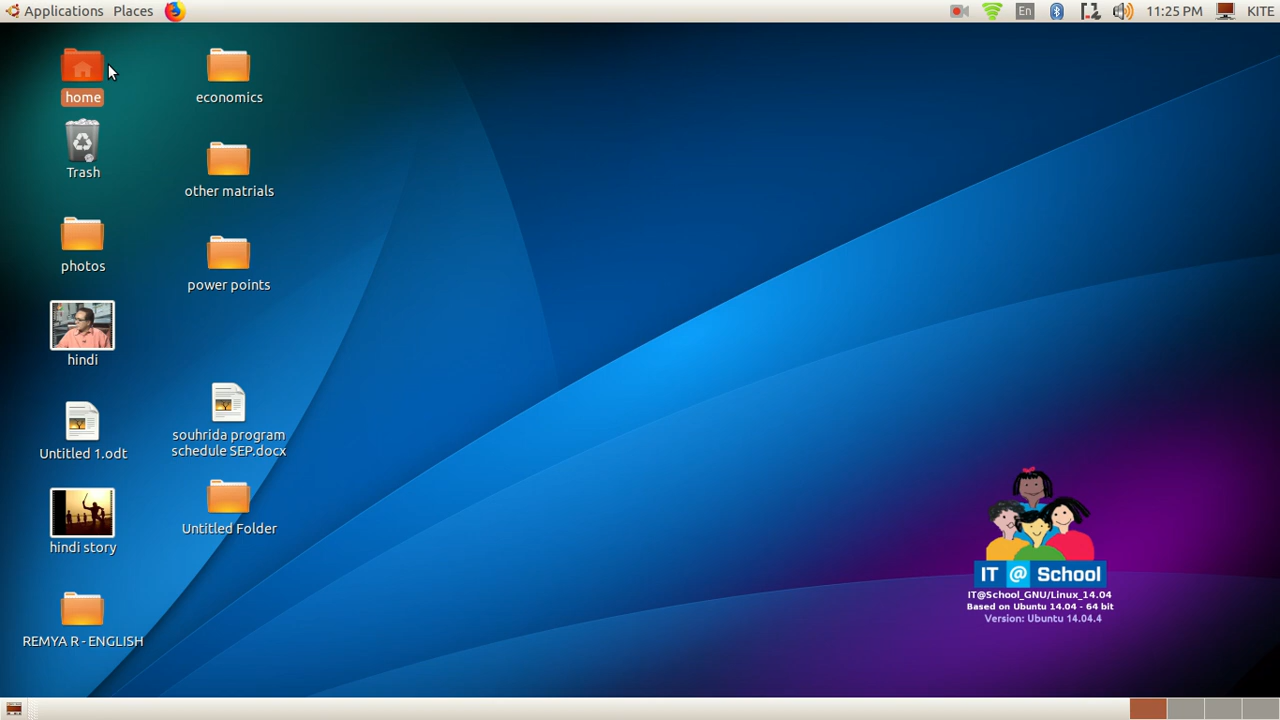 Applications Places En 11:25 PM KITE
home
economics
Trash
other matrials
photos
power points
hindi
souhrida program
schedule SEP.docx
Untitled 1.odt
Untitled Folder
hindi story
REMYA R - ENGLISH
IT @ School
IT@School_GNU/Linux_14.04
Based on Ubuntu 14.04 - 64 bit
Version: Ubuntu 14.04.4